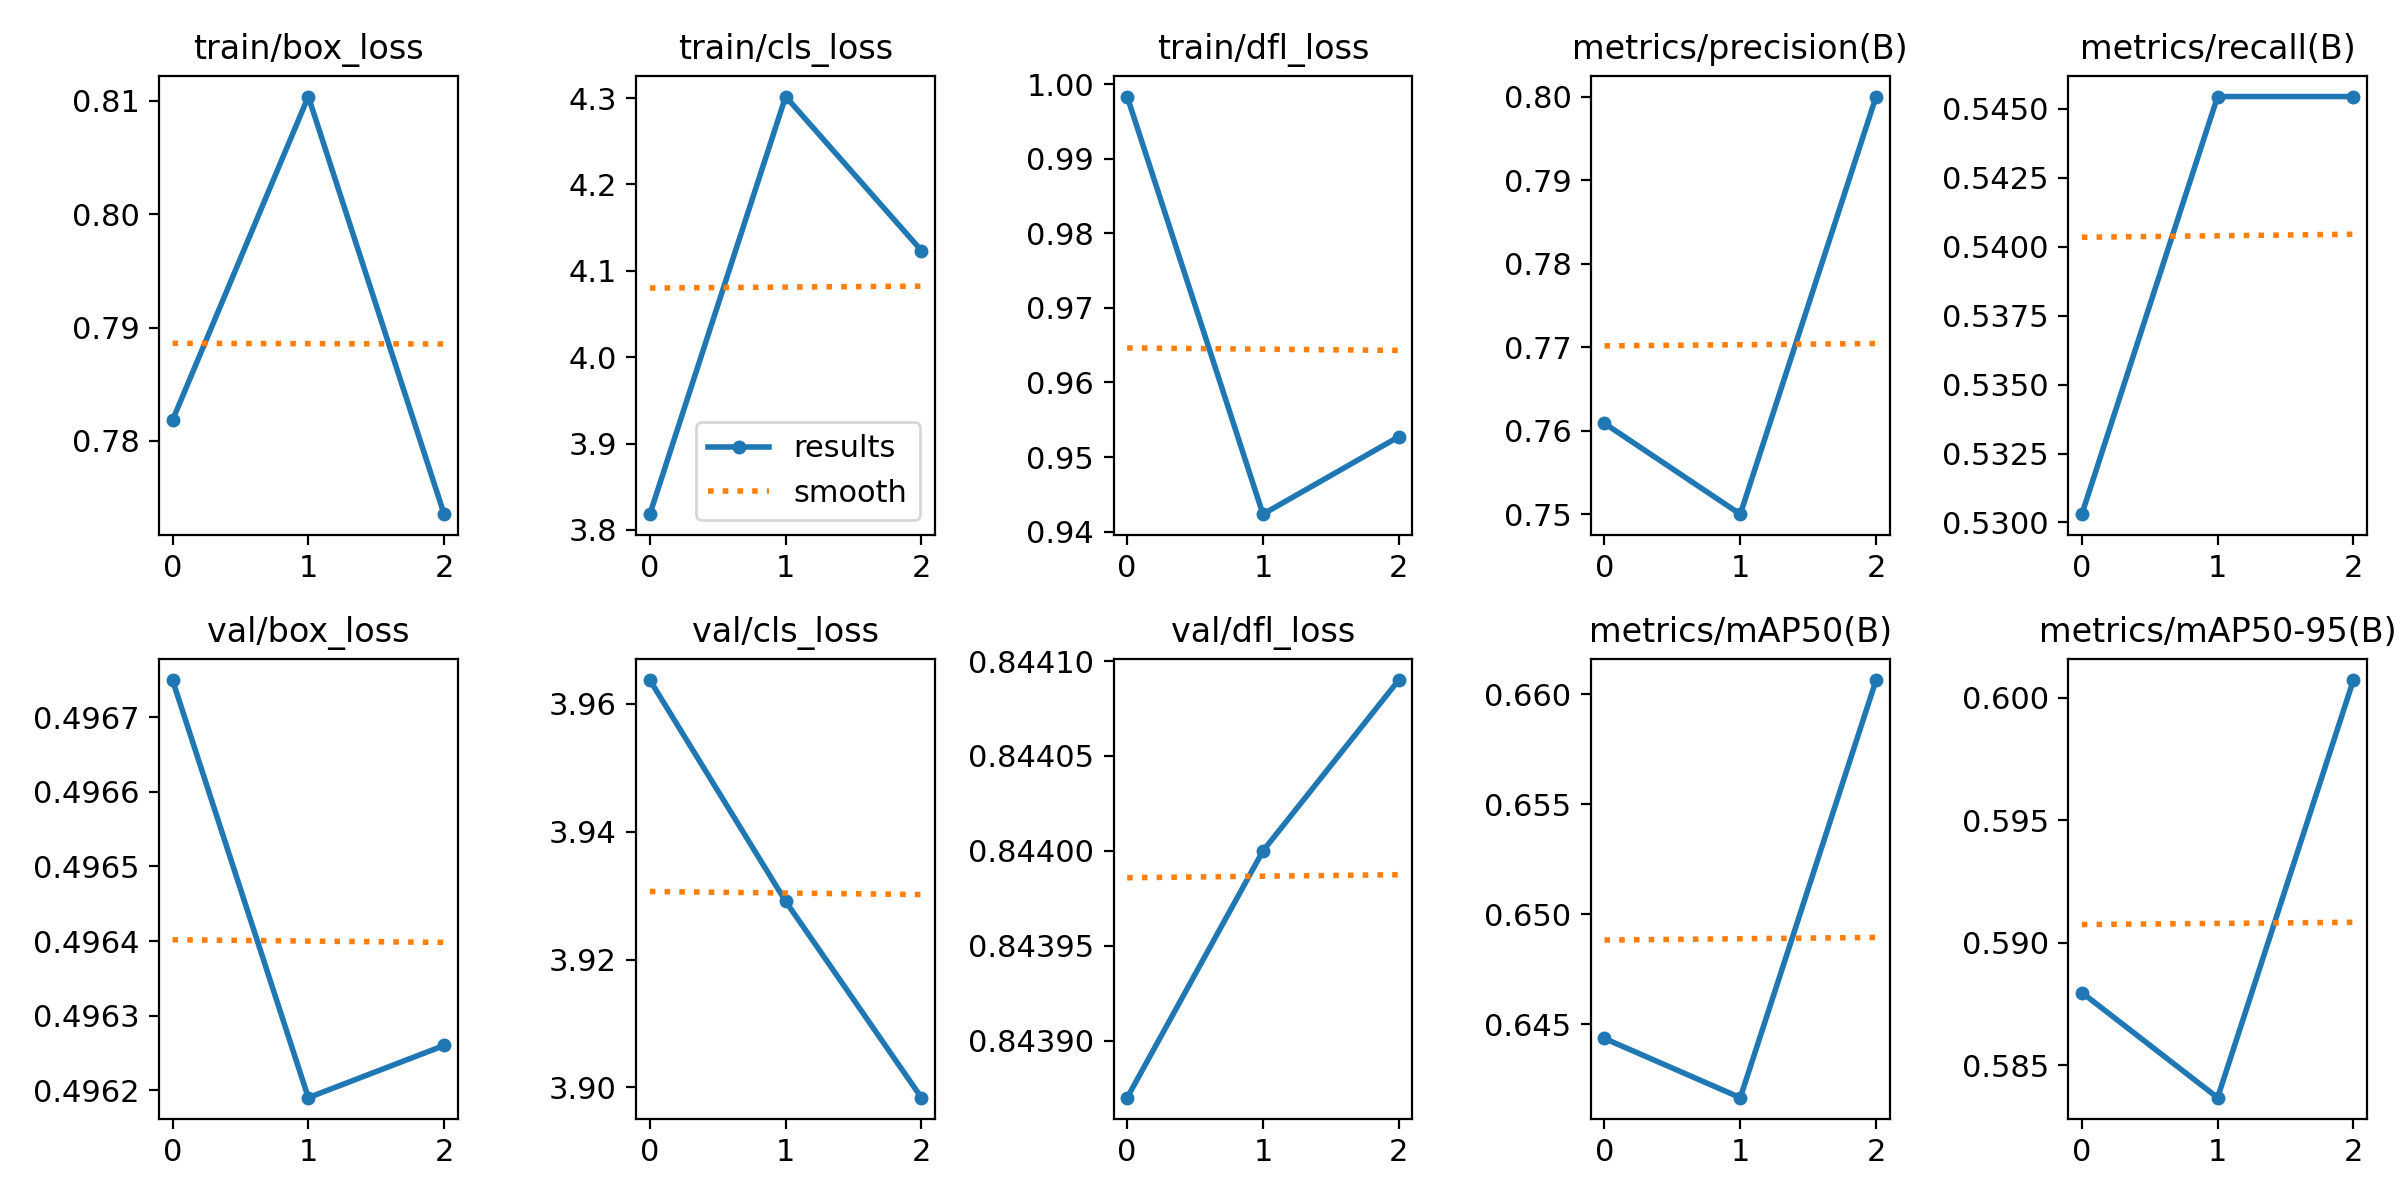 train/box_loss
0.81
0.80
0.79
0.78
0 1 2
train/cls_loss
4.3
4.2
4.1
4.0
3.9
3.8
results
smooth
0 1 2
train/dfl_loss
1.00
0.99
0.98
0.97
0.96
0.95
0.94
0 1 2
metrics/precision(B)
0.80
0.79
0.78
0.77
0.76
0.75
0 1 2
metrics/recall(B)
0.5450
0.5425
0.5400
0.5375
0.5350
0.5325
0.5300
0 1 2
val/box_loss
0.4967
0.4966
0.4965
0.4964
0.4963
0.4962
0 1 2
val/cls_loss
3.96
3.94
3.92
3.90
0 1 2
val/dfl_loss
0.84410
0.84405
0.84400
0.84395
0.84390
0 1 2
metrics/mAP50(B)
0.660
0.655
0.650
0.645
0 1 2
metrics/mAP50-95(B)
0.600
0.595
0.590
0.585
0 1 2